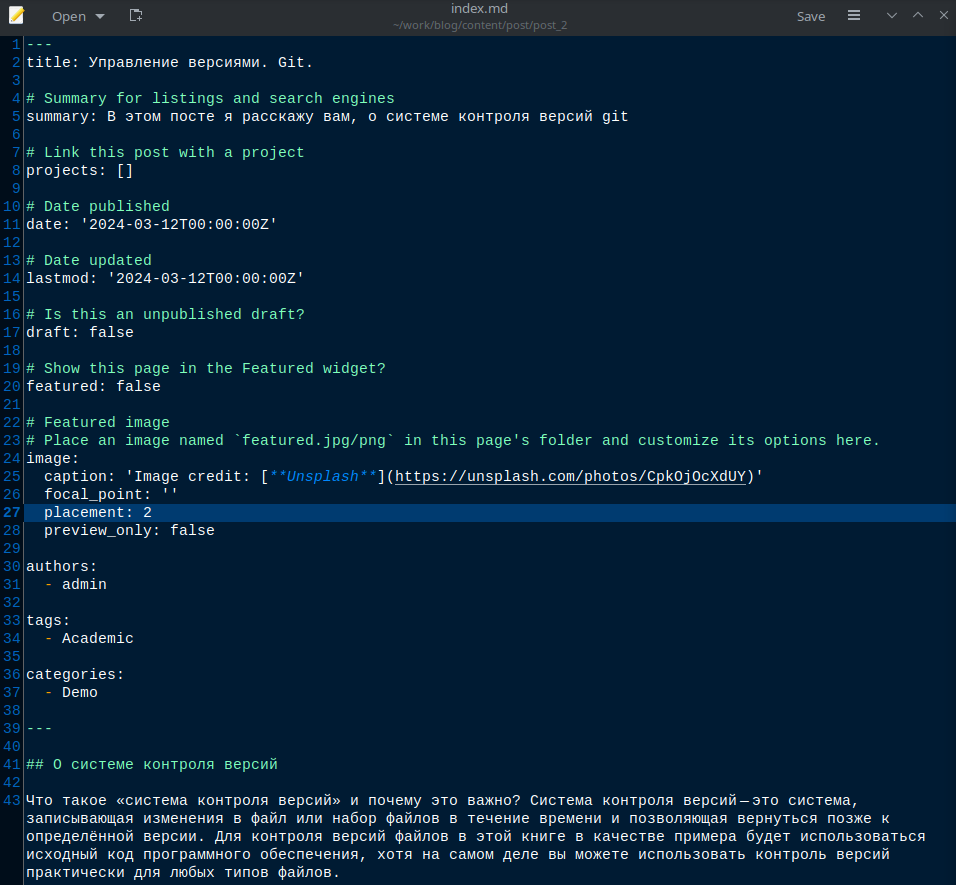 Open
index.md
~/work/blog/content/post/post_2
Save
1 ---
2 title: Управление версиями. Git.
3
4 # Summary for listings and search engines
5 summary: В этом посте я расскажу вам, о системе контроля версий git
6
7 # Link this post with a project
8 projects: []
9
10 # Date published
11 date: '2024-03-12T00:00:00Z'
12
13 # Date updated
14 lastmod: '2024-03-12T00:00:00Z'
15
16 # Is this an unpublished draft?
17 draft: false
18
19 # Show this page in the Featured widget?
20 featured: false
21
22 # Featured image
23 # Place an image named `featured.jpg/png` in this page's folder and customize its options here.
24 image:
25   caption: 'Image credit: [**Unsplash**](https://unsplash.com/photos/CpkOjOcXdUY)'
26   focal_point: ''
27   placement: 2
28   preview_only: false
29
30 authors:
31   - admin
32
33 tags:
34   - Academic
35
36 categories:
37   - Demo
38
39 ---
40
41 ## О системе контроля версий
42
43 Что такое «система контроля версий» и почему это важно? Система контроля версий — это система,
записывающая изменения в файл или набор файлов в течение времени и позволяющая вернуться позже к
определённой версии. Для контроля версий файлов в этой книге в качестве примера будет использоваться
исходный код программного обеспечения, хотя на самом деле вы можете использовать контроль версий
практически для любых типов файлов.